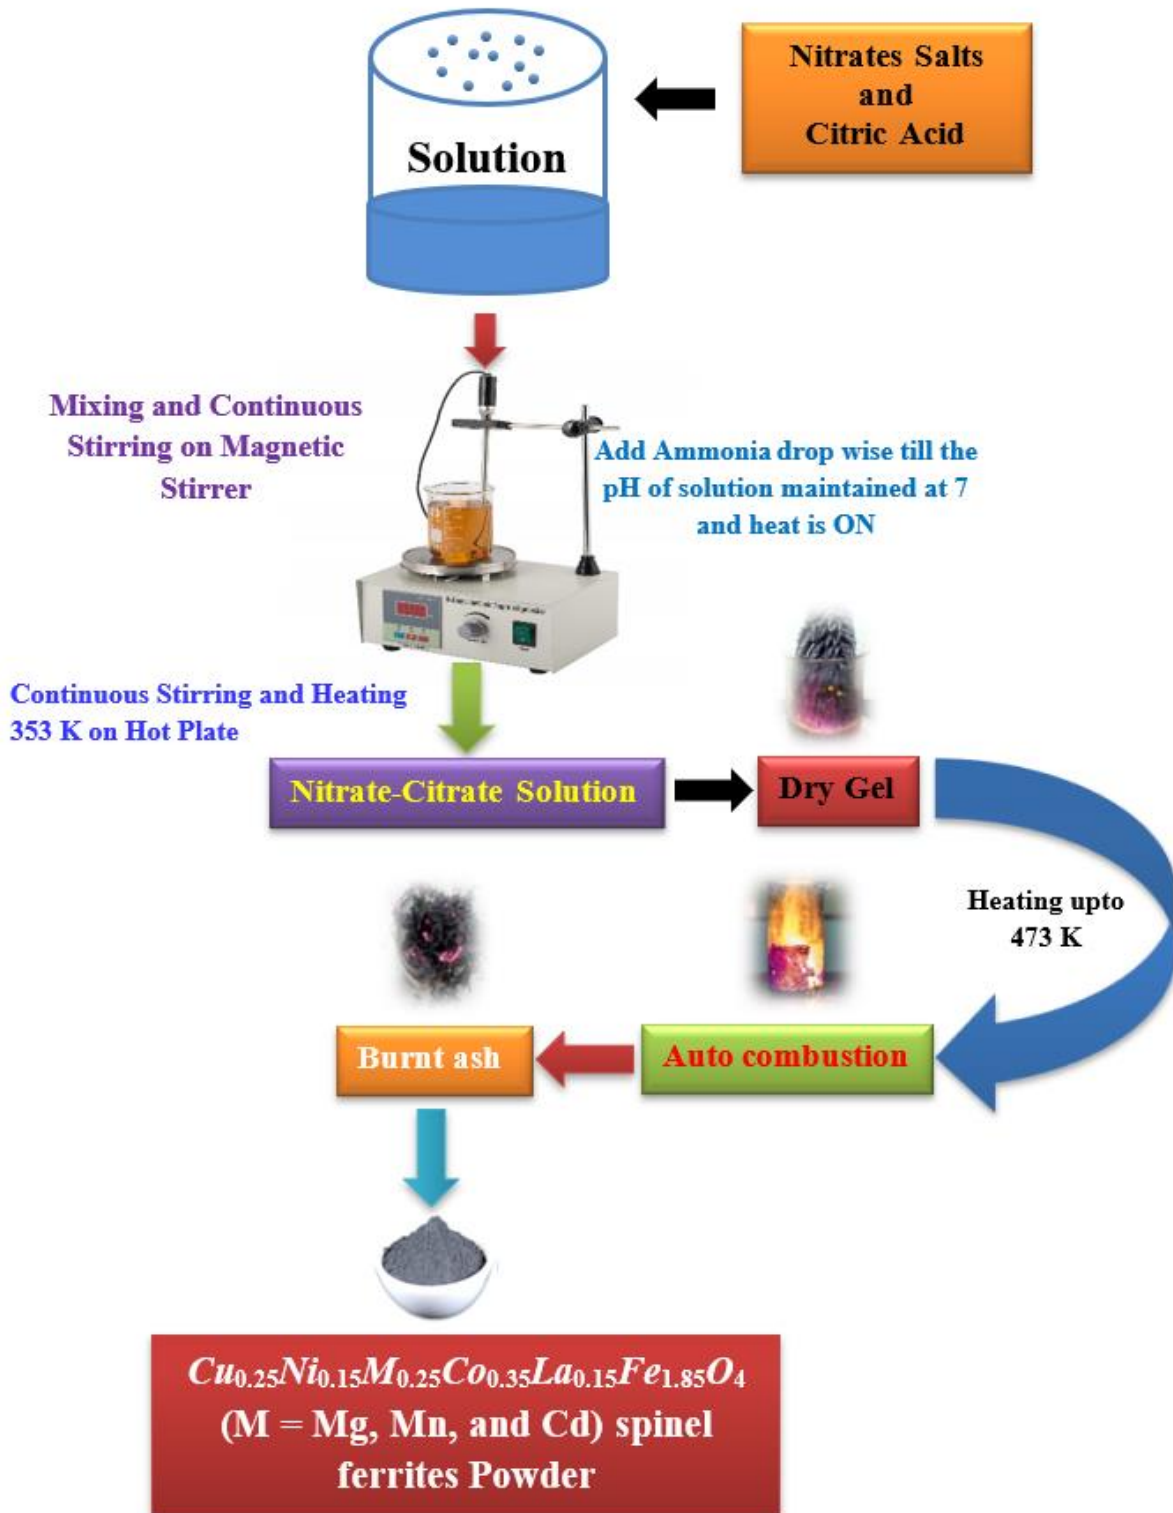 Nitrates Salts
and
Citric Acid
Solution
Mixing and Continuous
Stirring on Magnetic
Stirrer
Add Ammonia drop wise till the
pH of solution maintained at 7
and heat is ON
Continuous Stirring and Heating
353 K on Hot Plate
Nitrate-Citrate Solution
Dry Gel
Heating upto
473 K
Auto combustion
Burnt ash
Cu₀.₂₅Ni₀.₁₅M₀.₂₅Co₀.₃₅La₀.₁₅Fe₁.₈₅O₄
(M = Mg, Mn, and Cd) spinel
ferrites Powder